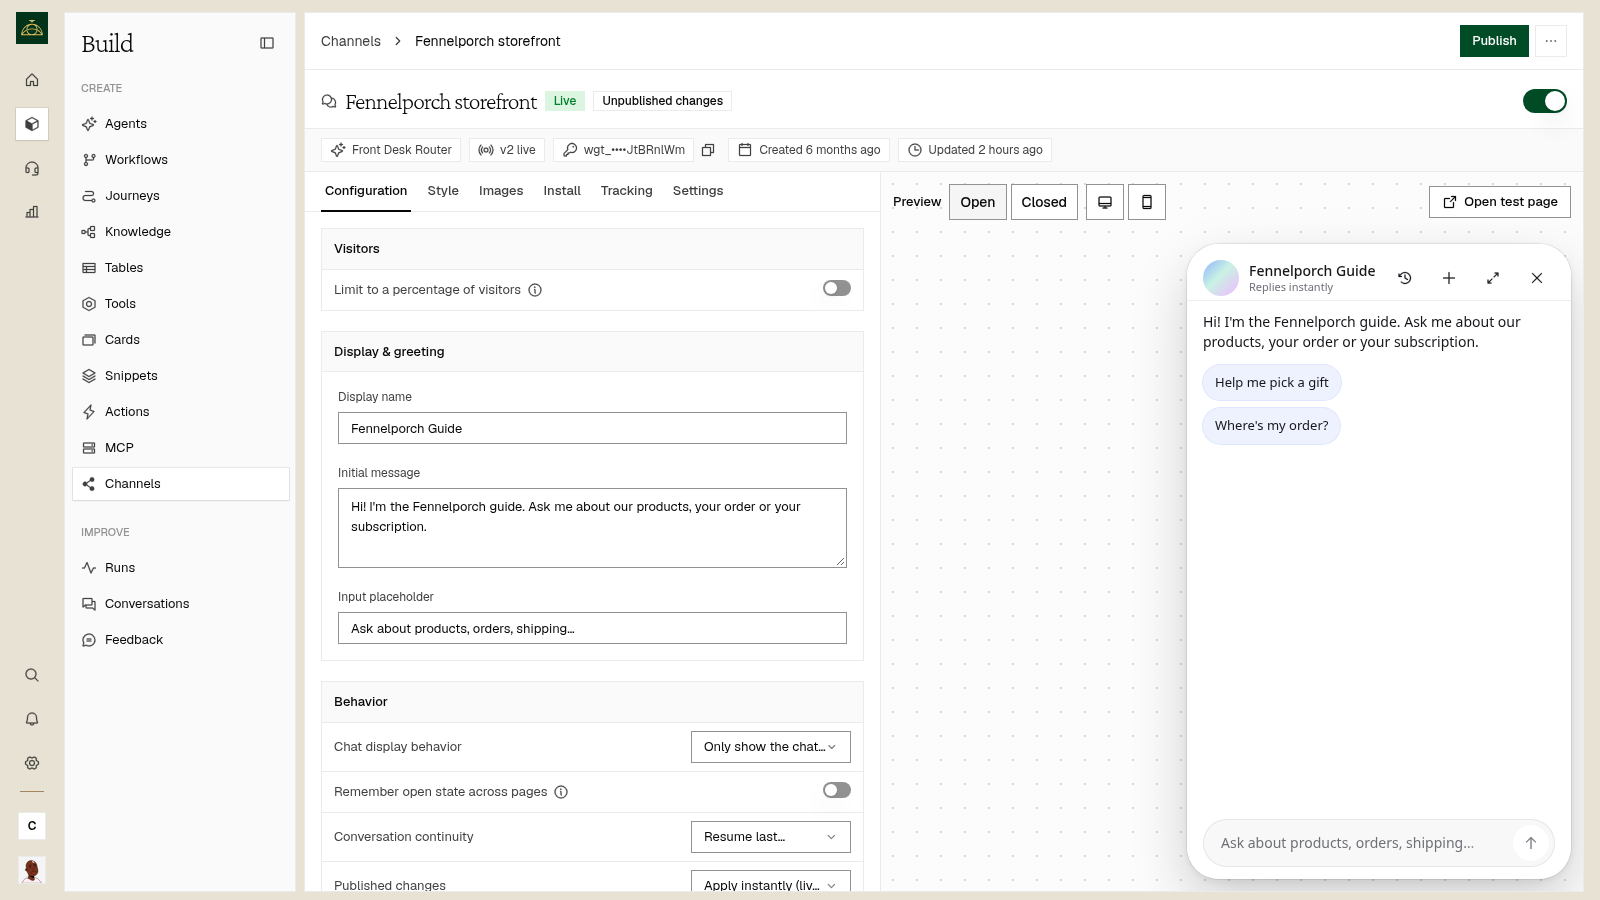 Build
CREATE
Agents
Workflows
Journeys
Knowledge
Tables
Tools
Cards
Snippets
Actions
MCP
Channels
IMPROVE
Runs
Conversations
Feedback
C
Channels
Fennelporch storefront
Publish
Fennelporch storefront
Live
Unpublished changes
Front Desk Router
v2 live
wgt_••••JtBRnlWm
Created 6 months ago
Updated 2 hours ago
Configuration
Style
Images
Install
Tracking
Settings
Visitors
Limit to a percentage of visitors
Display & greeting
Display name
Fennelporch Guide
Initial message
Hi! I'm the Fennelporch guide. Ask me about our products, your order or your
subscription.
Input placeholder
Ask about products, orders, shipping...
Behavior
Chat display behavior
Only show the chat...
Remember open state across pages
Conversation continuity
Resume last...
Published changes
Apply instantly (liv...
Preview
Open
Closed
Open test page
Fennelporch Guide
Replies instantly
Hi! I'm the Fennelporch guide. Ask me about our
products, your order or your subscription.
Help me pick a gift
Where's my order?
Ask about products, orders, shipping...